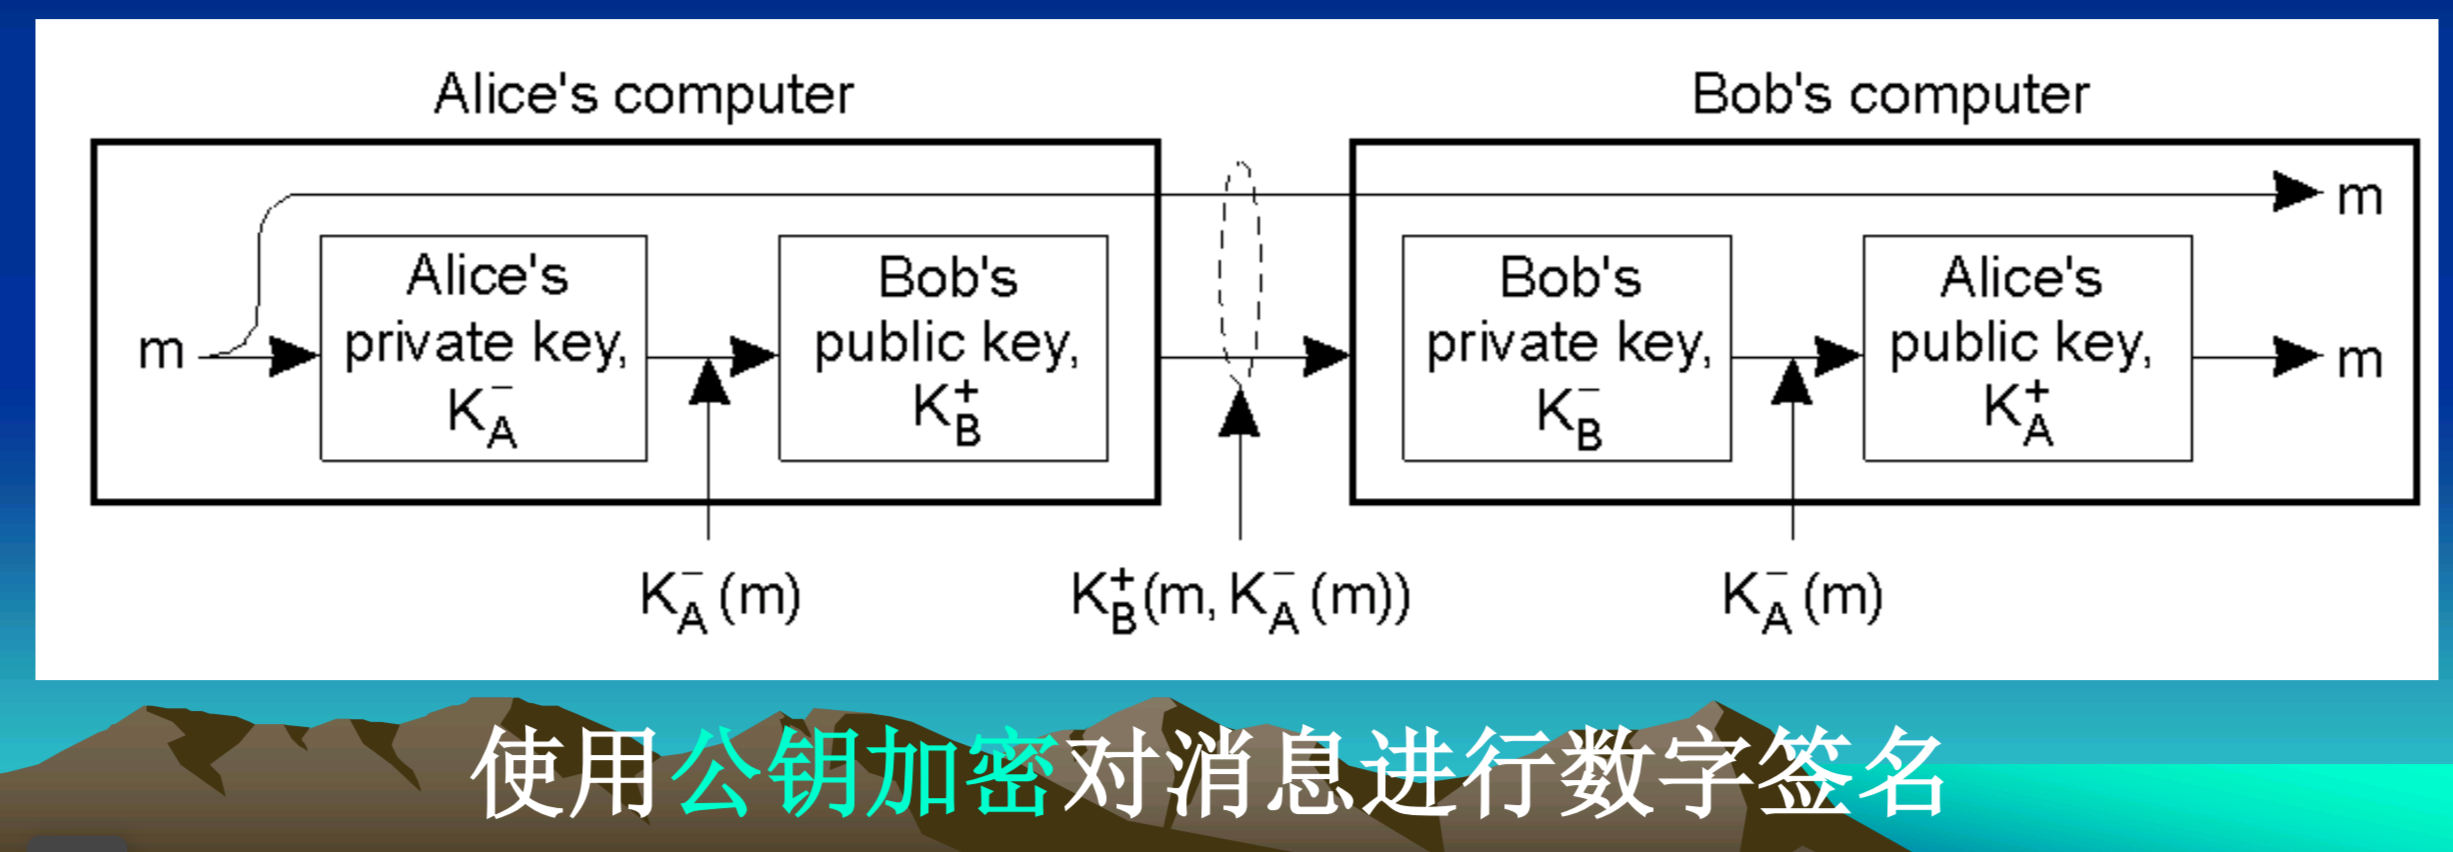 Alice's computer
Bob's computer
m
m
Alice's
private key,
K_A^−
Bob's
public key,
K_B^+
Bob's
private key,
K_B^−
Alice's
public key,
K_A^+
m
K_A^−(m)
K_B^+(m, K_A^−(m))
K_A^−(m)
使用公钥加密对消息进行数字签名